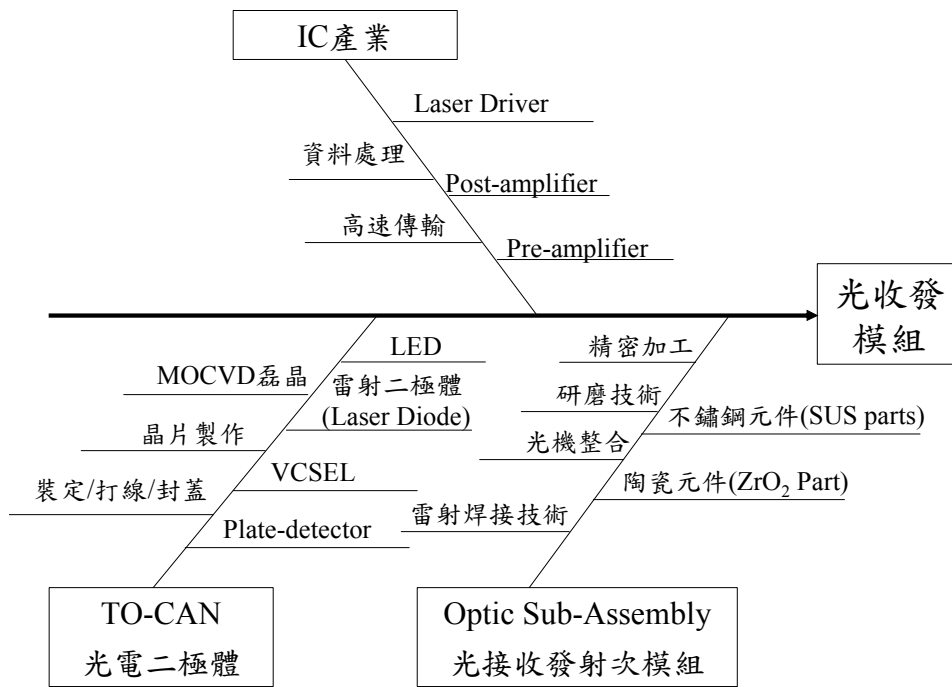 IC產業
Laser Driver
資料處理
Post-amplifier
高速傳輸
Pre-amplifier
光收發
模組
LED
MOCVD磊晶
雷射二極體
(Laser Diode)
晶片製作
VCSEL
裝定/打線/封蓋
Plate-detector
精密加工
研磨技術
不鏽鋼元件(SUS parts)
光機整合
陶瓷元件(ZrO₂ Part)
雷射焊接技術
TO-CAN
光電二極體
Optic Sub-Assembly
光接收發射次模組